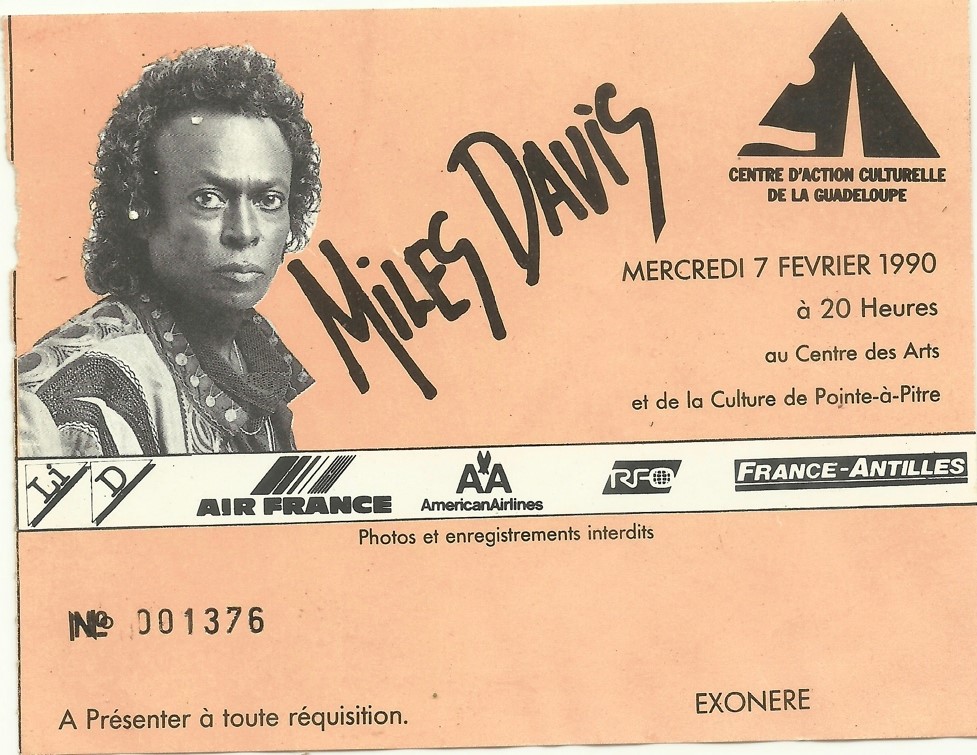 MILES DAVIS
CENTRE D'ACTION CULTURELLE
DE LA GUADELOUPE
MERCREDI 7 FEVRIER 1990
à 20 Heures
au Centre des Arts
et de la Culture de Pointe-à-Pitre
Li D AIR FRANCE AA AmericanAirlines RFO FRANCE-ANTILLES
Photos et enregistrements interdits
Nº 001376
A Présenter à toute réquisition.
EXONERE